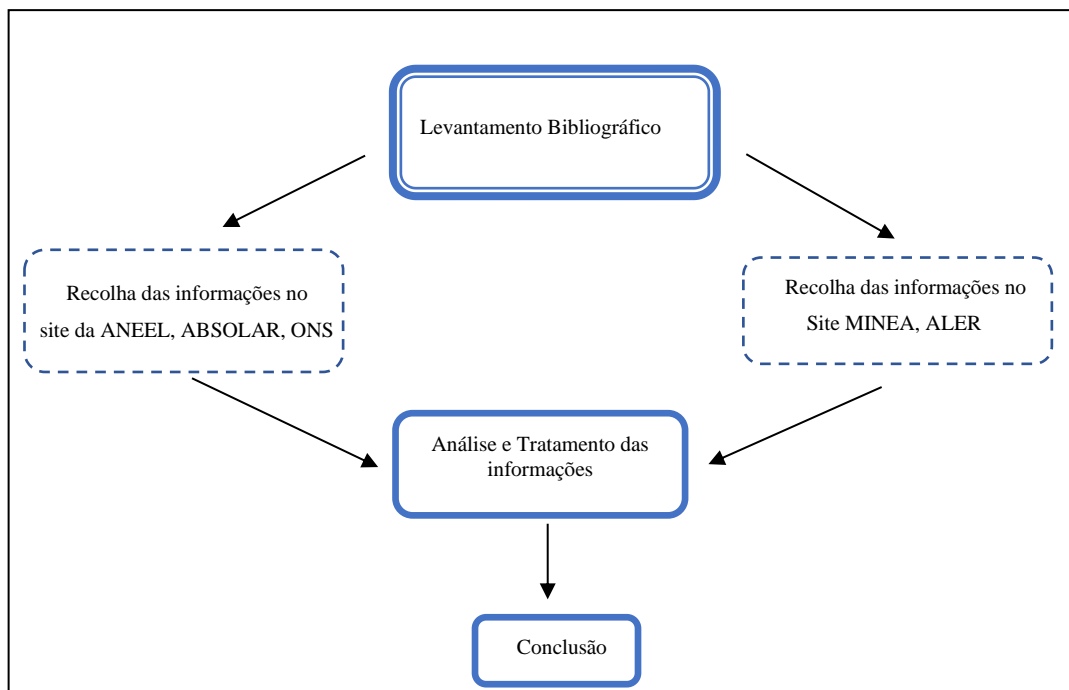 Levantamento Bibliográfico
Recolha das informações no
site da ANEEL, ABSOLAR, ONS
Recolha das informações no
Site MINEA, ALER
Análise e Tratamento das
informações
Conclusão